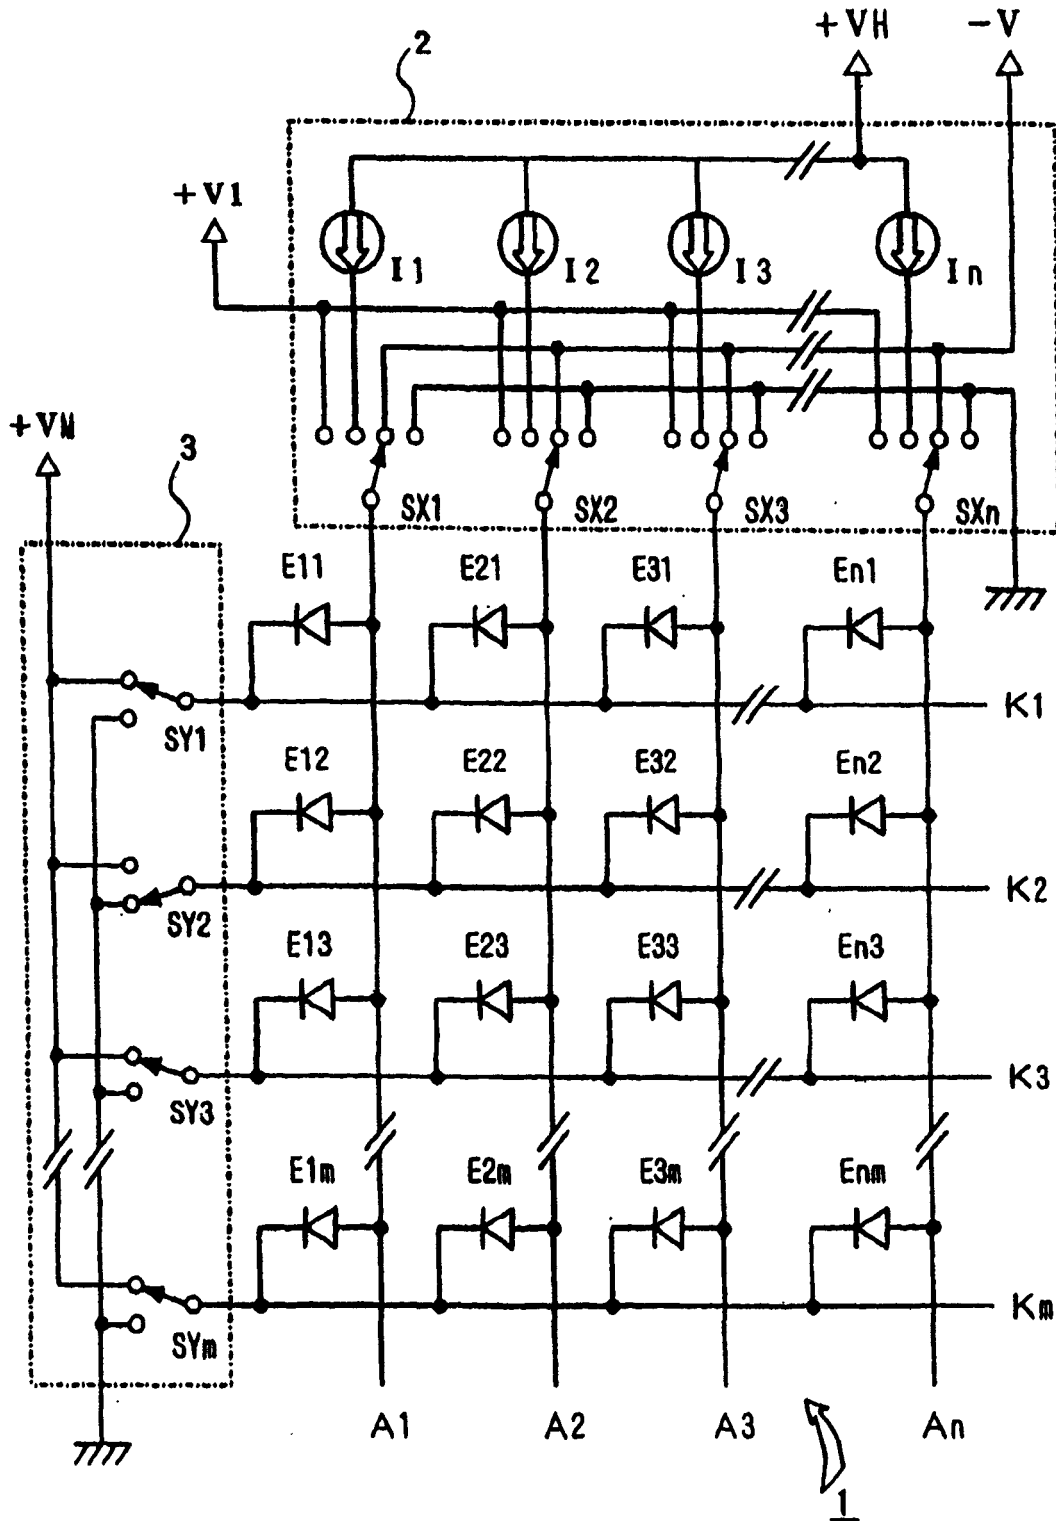 +VH -V
2
+V1
I1 I2 I3 In
+VM
3
SX1 SX2 SX3 SXn
E11 E21 E31 En1
K1
SY1
E12 E22 E32 En2
K2
SY2
E13 E23 E33 En3
K3
SY3
E1m E2m E3m Enm
Km
SYm
A1 A2 A3 An
1